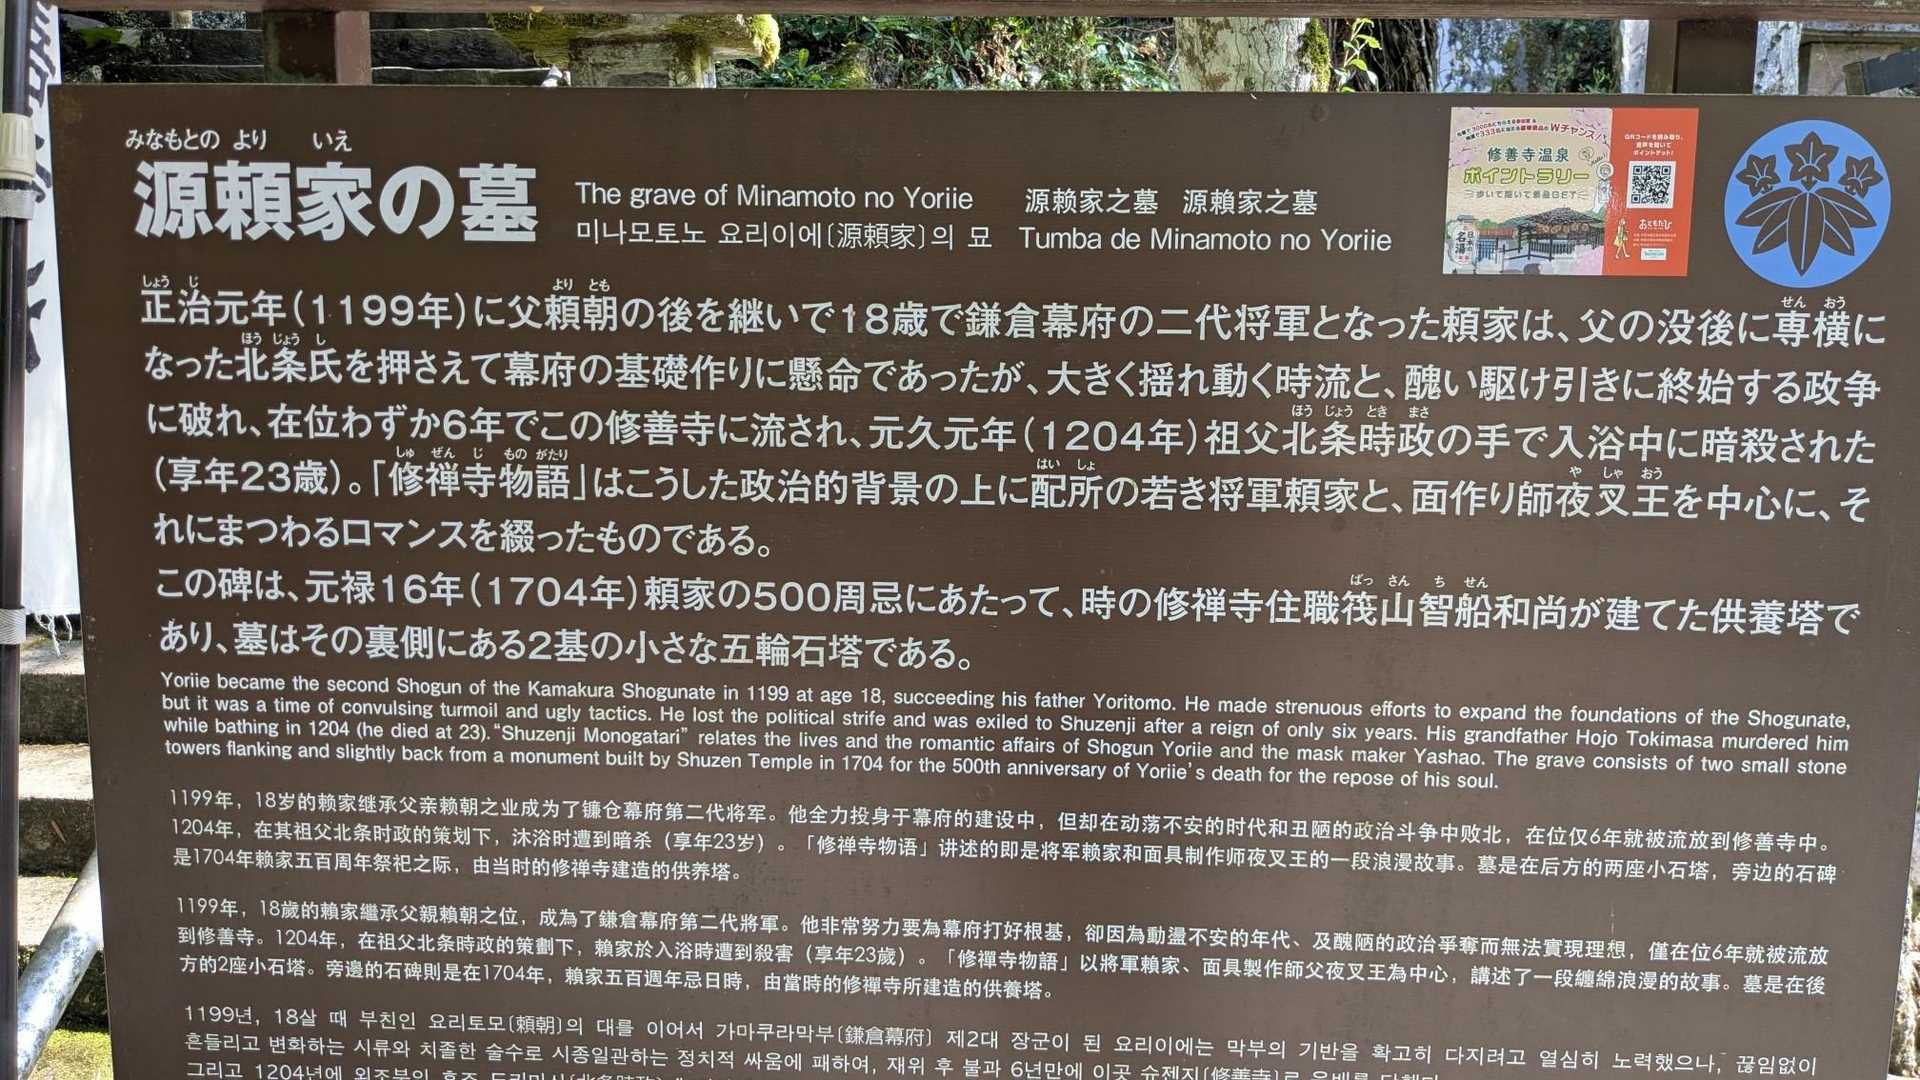 みなもとの より いえ
源頼家の墓
The grave of Minamoto no Yoriie 源赖家之墓 源賴家之墓
미나모토노 요리이에〔源頼家〕의 묘 Tumba de Minamoto no Yoriie
修善寺温泉
ポイントラリー
しょう じ より とも せん おう
正治元年(1199年)に父頼朝の後を継いで18歳で鎌倉幕府の二代将軍となった頼家は、父の没後に専横に
ほう じょう し
なった北条氏を押さえて幕府の基礎作りに懸命であったが、大きく揺れ動く時流と、醜い駆け引きに終始する政争
ほう じょう とき まさ
に破れ、在位わずか6年でこの修善寺に流され、元久元年(1204年)祖父北条時政の手で入浴中に暗殺された
しゅ ぜん じ もの がたり はい しょ や しゃ おう
(享年23歳)。「修禅寺物語」はこうした政治的背景の上に配所の若き将軍頼家と、面作り師夜叉王を中心に、そ
れにまつわるロマンスを綴ったものである。
ばっ さん ち せん
この碑は、元禄16年(1704年)頼家の500周忌にあたって、時の修禅寺住職筏山智船和尚が建てた供養塔で
あり、墓はその裏側にある2基の小さな五輪石塔である。
Yoriie became the second Shogun of the Kamakura Shogunate in 1199 at age 18, succeeding his father Yoritomo. He made strenuous efforts to expand the foundations of the Shogunate,
but it was a time of convulsing turmoil and ugly tactics. He lost the political strife and was exiled to Shuzenji after a reign of only six years. His grandfather Hojo Tokimasa murdered him
while bathing in 1204 (he died at 23). "Shuzenji Monogatari" relates the lives and the romantic affairs of Shogun Yoriie and the mask maker Yashao. The grave consists of two small stone
towers flanking and slightly back from a monument built by Shuzen Temple in 1704 for the 500th anniversary of Yoriie's death for the repose of his soul.
1199年，18岁的赖家继承父亲赖朝之业成为了镰仓幕府第二代将军。他全力投身于幕府的建设中，但却在动荡不安的时代和丑陋的政治斗争中败北，在位仅6年就被流放到修善寺中。
1204年，在其祖父北条时政的策划下，沐浴时遭到暗杀（享年23岁）。「修禅寺物语」讲述的即是将军赖家和面具制作师夜叉王的一段浪漫故事。墓是在后方的两座小石塔，旁边的石碑
是1704年赖家五百周年祭祀之际，由当时的修禅寺建造的供养塔。
1199年，18歲的賴家繼承父親賴朝之位，成為了鎌倉幕府第二代將軍。他非常努力要為幕府打好根基，卻因為動盪不安的年代、及醜陋的政治爭奪而無法實現理想，僅在位6年就被流放
到修善寺。1204年，在祖父北条時政的策劃下，賴家於入浴時遭到殺害（享年23歲）。「修禪寺物語」以將軍賴家、面具製作師父夜叉王為中心，講述了一段纏綿浪漫的故事。墓是在後
方的2座小石塔。旁邊的石碑則是在1704年，賴家五百週年忌日時，由當時的修禪寺所建造的供養塔。
1199년, 18살 때 부친인 요리토모〔頼朝〕의 대를 이어서 가마쿠라막부〔鎌倉幕府〕 제2대 장군이 된 요리이에는 막부의 기반을 확고히 다지려고 열심히 노력했으나, 끊임없이
흔들리고 변화하는 시류와 치졸한 술수로 시종일관하는 정치적 싸움에 패하여, 재위 후 불과 6년만에 이곳 슈젠지〔修善寺〕로
그리고 1204년에